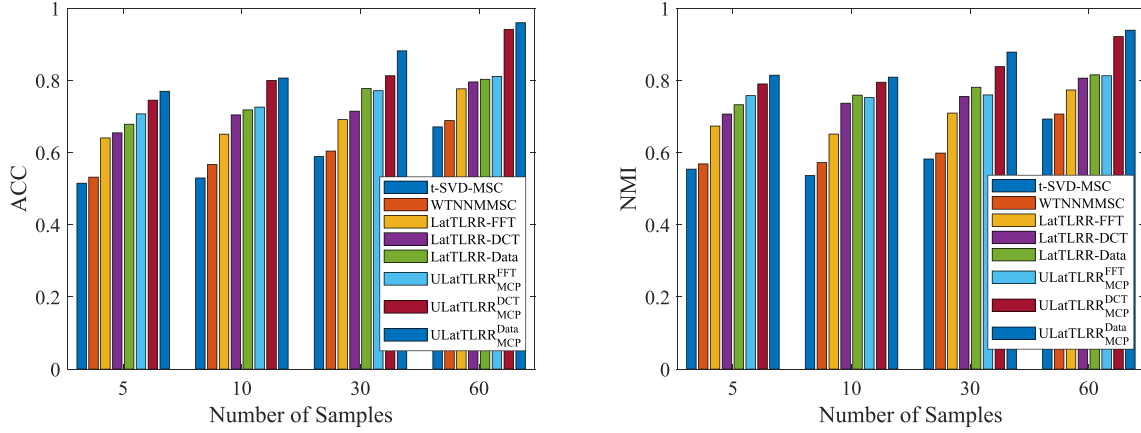 1
0.8
0.6
0.4
0.2
0
ACC
5
10
30
60
Number of Samples
t-SVD-MSC
WTNNMMSC
LatTLRR-FFT
LatTLRR-DCT
LatTLRR-Data
ULatTLRR^FFT_MCP
ULatTLRR^DCT_MCP
ULatTLRR^Data_MCP
1
0.8
0.6
0.4
0.2
0
NMI
5
10
30
60
Number of Samples
t-SVD-MSC
WTNNMMSC
LatTLRR-FFT
LatTLRR-DCT
LatTLRR-Data
ULatTLRR^FFT_MCP
ULatTLRR^DCT_MCP
ULatTLRR^Data_MCP